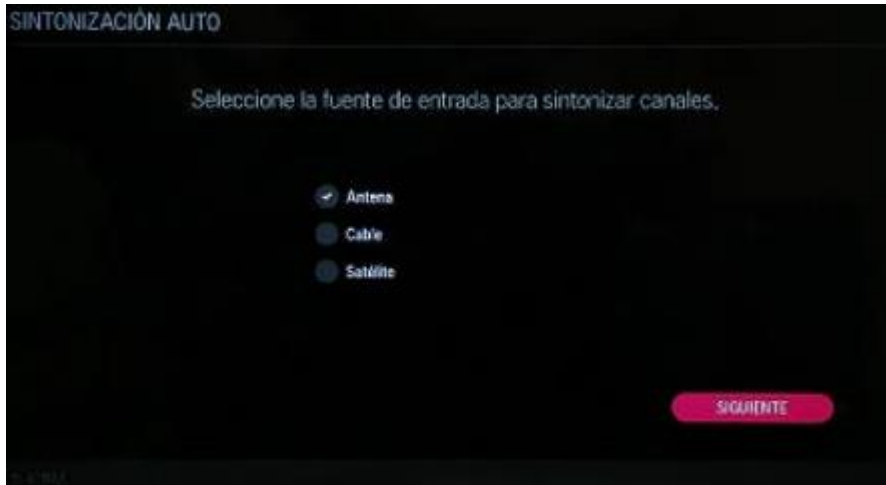 SINTONIZACIÓN AUTO
Seleccione la fuente de entrada para sintonizar canales.
Antena
Cable
Satélite
SIGUIENTE